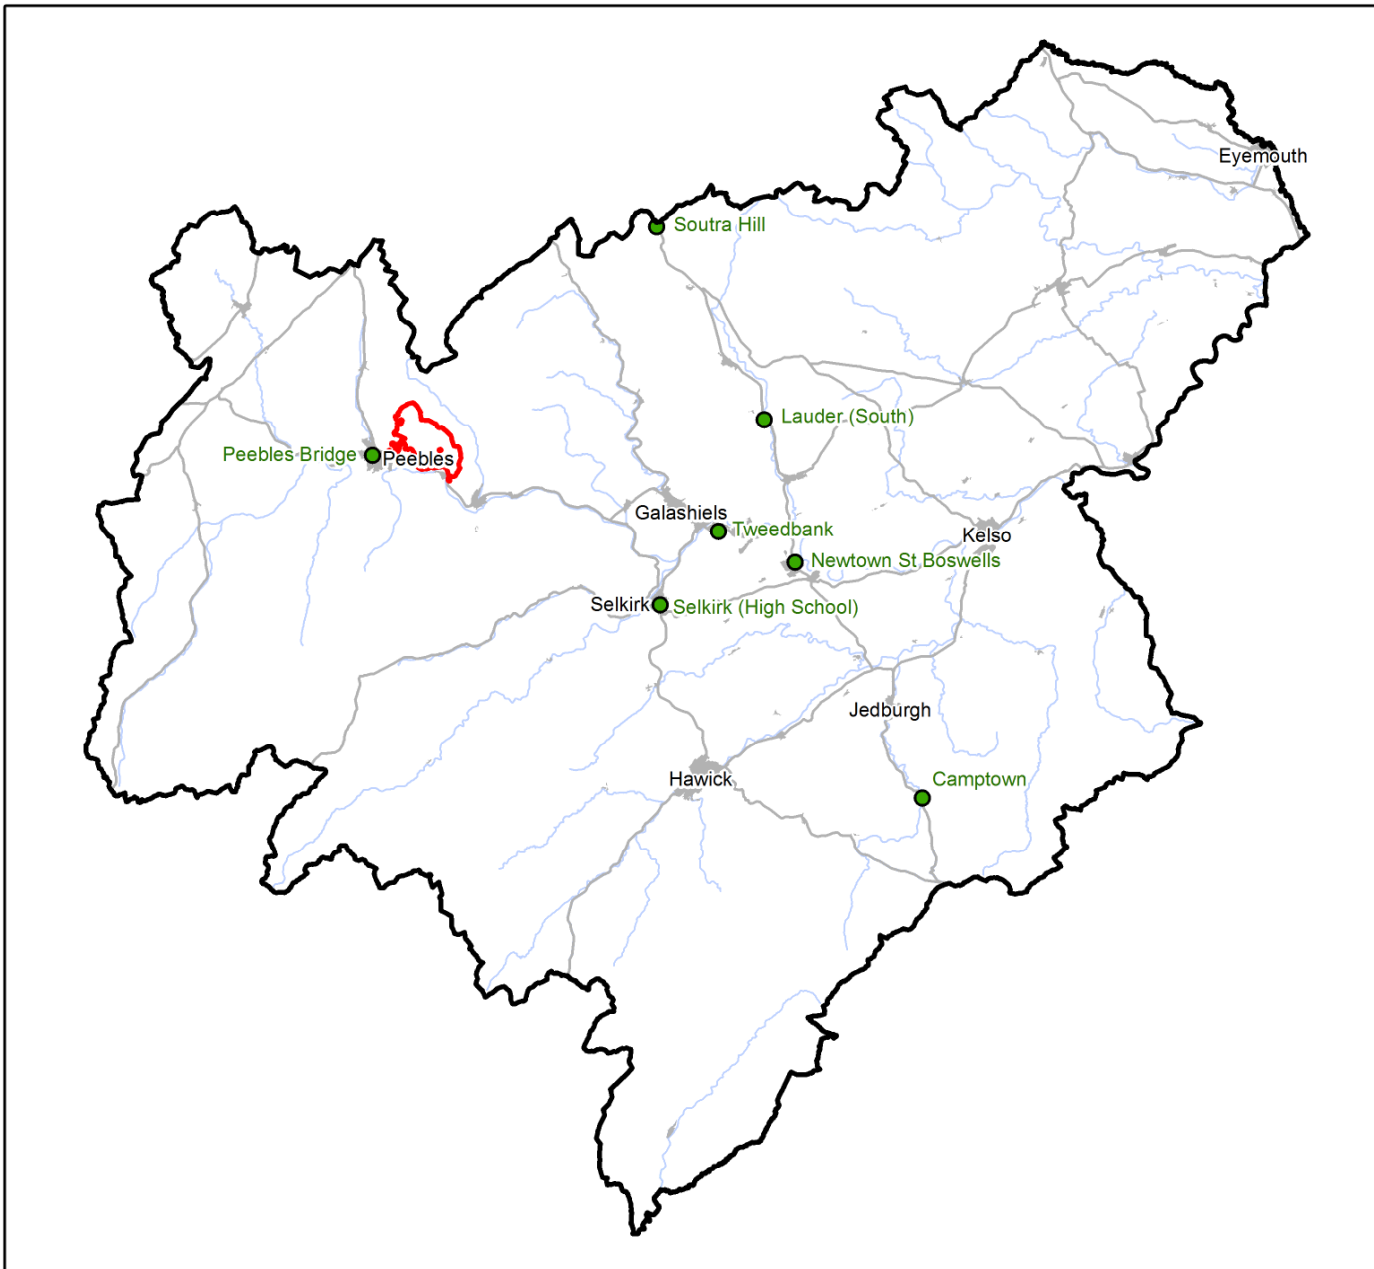 Eyemouth
Soutra Hill
Lauder (South)
Peebles Bridge
Peebles
Galashiels
Tweedbank
Kelso
Newtown St Boswells
Selkirk
Selkirk (High School)
Jedburgh
Hawick
Camptown